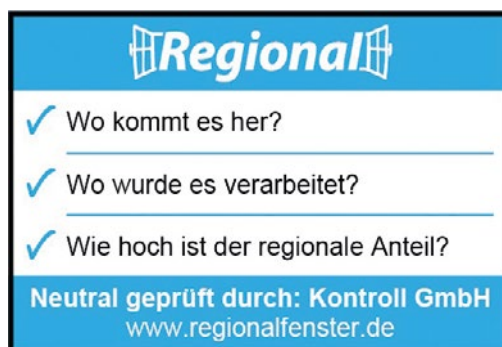 Regional
Wo kommt es her?
Wo wurde es verarbeitet?
Wie hoch ist der regionale Anteil?
Neutral geprüft durch: Kontroll GmbH
www.regionalfenster.de